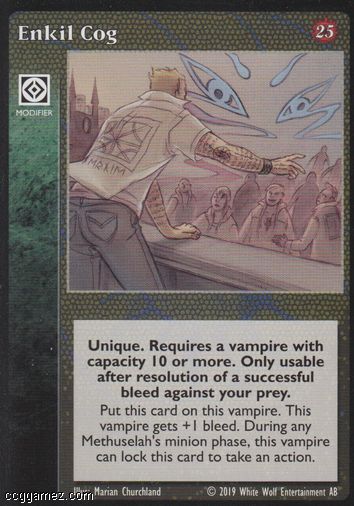 Enkil Cog
25
MODIFIER
MRKIM
Unique. Requires a vampire with
capacity 10 or more. Only usable
after resolution of a successful
bleed against your prey.
Put this card on this vampire. This
vampire gets +1 bleed. During any
Methuselah's minion phase, this vampire
can lock this card to take an action.
Illus: Marian Churchland © 2019 White Wolf Entertainment AB
ccggamez.com